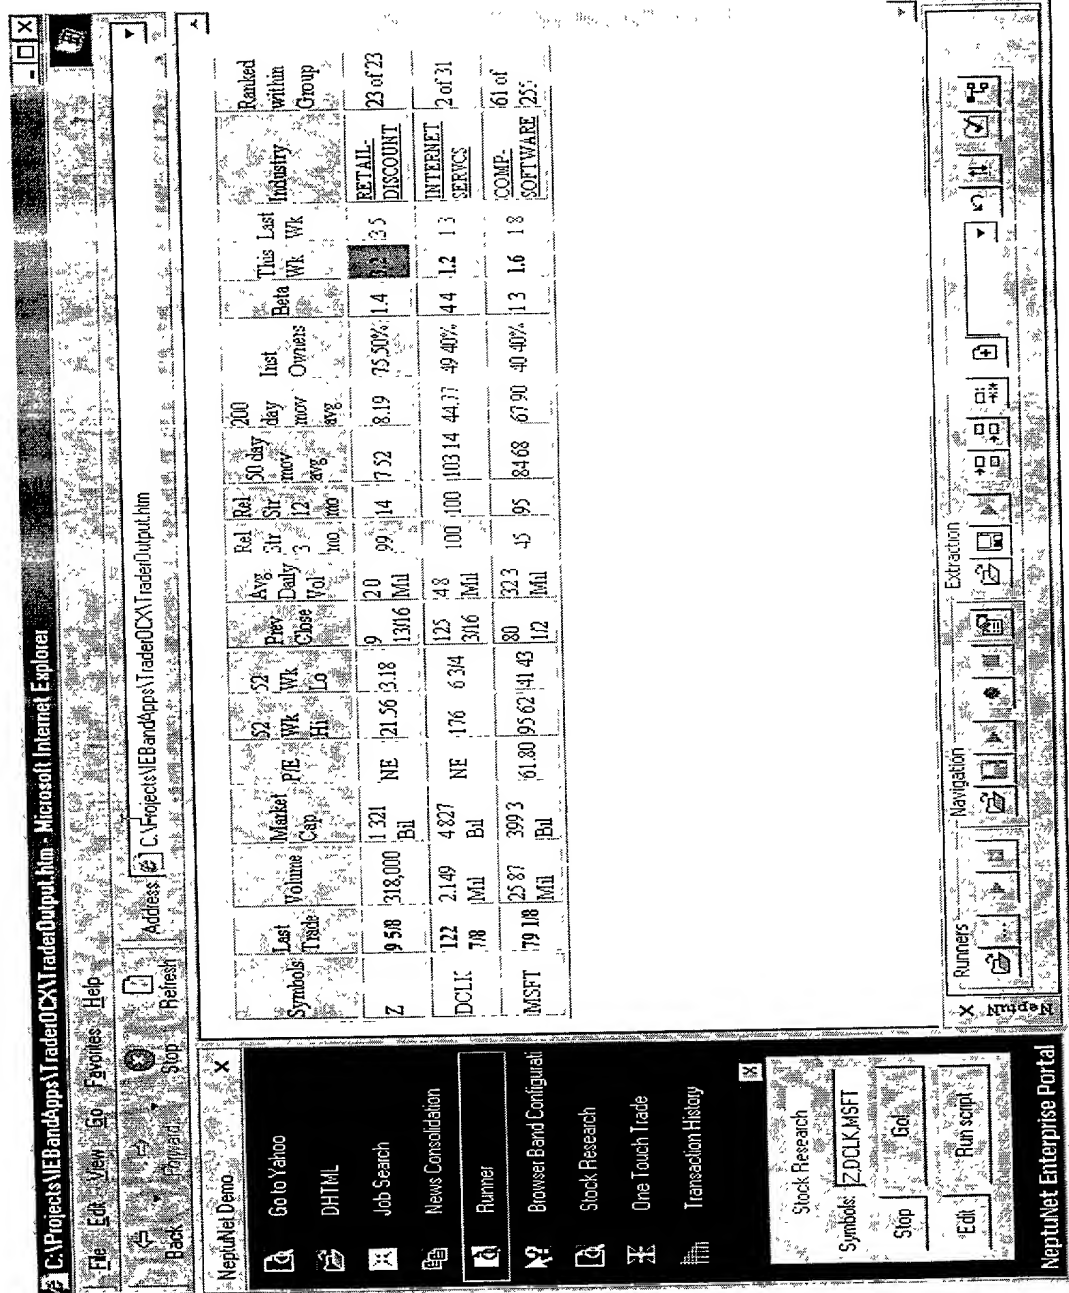 C:\Projects\IEBandApps\TraderOCX\TraderOutput.htm - Microsoft Internet Explorer
File Edit View Go Favorites Help
Back Forward Stop Refresh
Address C:\Projects\IEBandApps\TraderOCX\TraderOutput.htm
NeptuNet Demo
Go to Yahoo
DHTML
Job Search
News Consolidation
Runner
Browser Band Configurati
Stock Research
One Touch Trade
Transaction History
Stock Research
Symbols: Z,DCLK,MSFT
Stop Go!
Edit Run script
NeptuNet Enterprise Portal
Symbols Last Trade Volume Market Cap P/E 52 Wk Hi 52 Wk Lo Prev Close Avg Daily Vol Rel Str 3 mo Rel Str 12 mo 50 day mov avg 200 day mov avg Inst Owners Beta This Wk Last Wk Industry Ranked within Group
Z 9 5/8 318,000 1 321 Bil NE 21.56 3.18 9 13/16 2 0 Mil 99 14 7 52 8.19 75.50% 1.4 3 5 RETAIL-DISCOUNT 23 of 23
DCLK 122 7/8 2.149 Mil 4 827 Bil NE 176 6 3/4 125 3/16 4 8 Mil 100 100 103 14 44.77 49 40% 4 4 1.2 1 3 INTERNET SERVCS 2 of 31
MSFT 79 1/8 25 87 Mil 399 3 Bil 61.80 95 62 41 43 80 1/2 32 3 Mil 45 95 84 68 67 90 40 40% 1 3 1.6 1 8 COMP-SOFTWARE 61 of
NeptuN
Runners
Navigation
Extraction